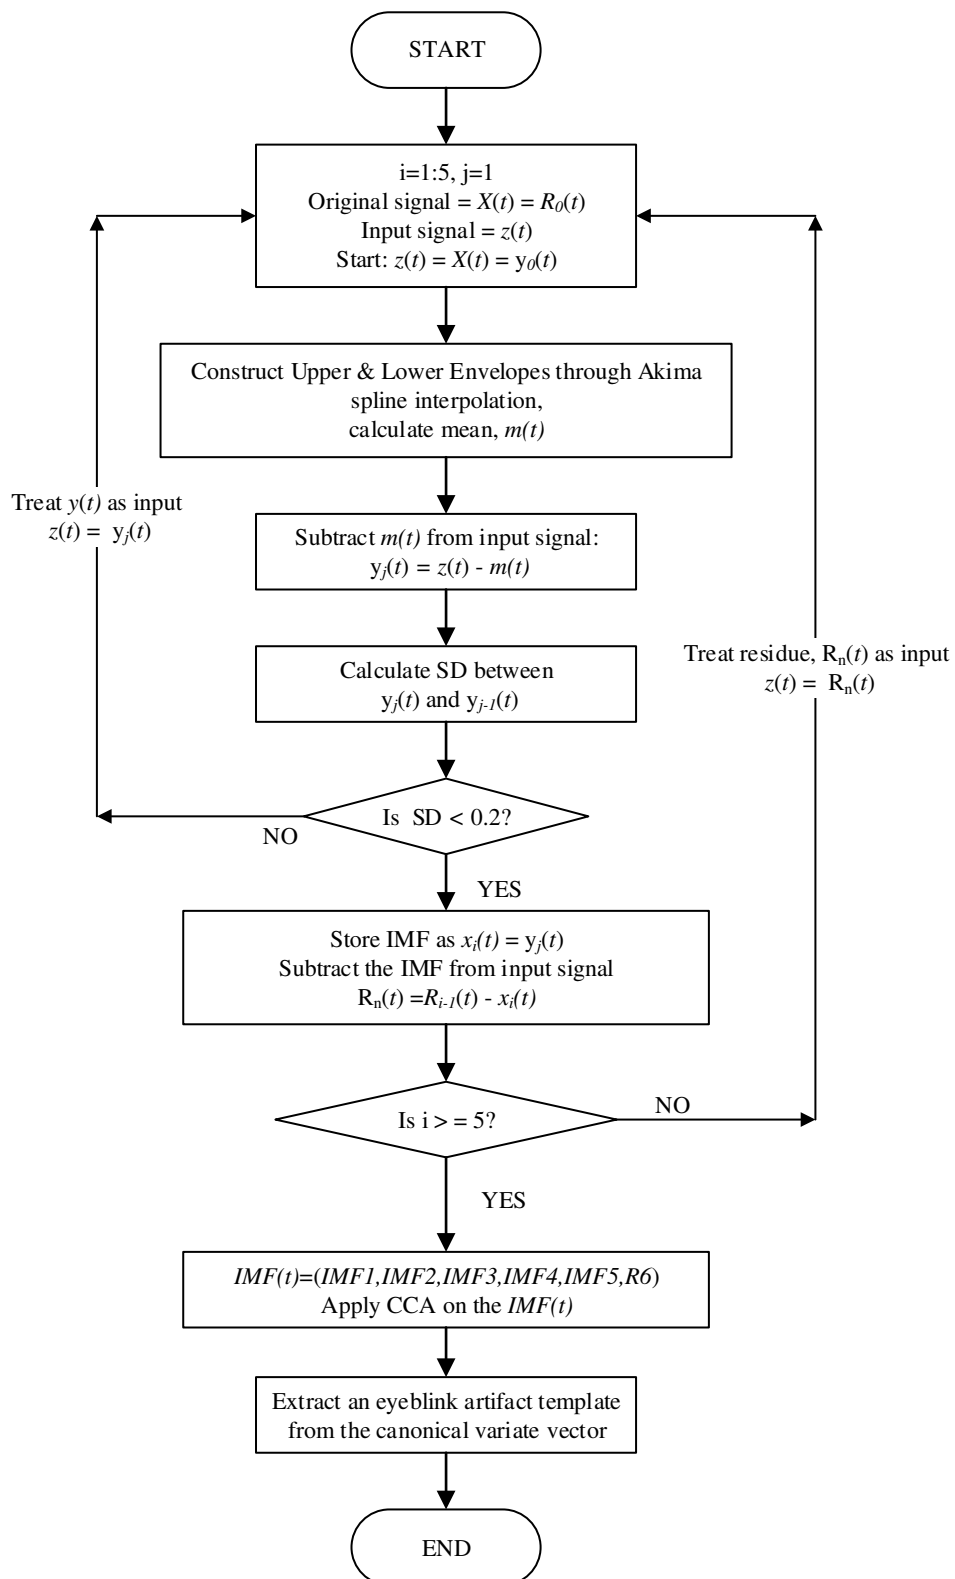 START
i=1:5, j=1
Original signal = X(t) = R0(t)
Input signal = z(t)
Start: z(t) = X(t) = y0(t)
Construct Upper & Lower Envelopes through Akima
spline interpolation,
calculate mean, m(t)
Treat y(t) as input
z(t) = yj(t)
Subtract m(t) from input signal:
yj(t) = z(t) - m(t)
Calculate SD between
yj(t) and yj-1(t)
Treat residue, Rn(t) as input
z(t) = Rn(t)
Is SD < 0.2?
NO
YES
Store IMF as xi(t) = yj(t)
Subtract the IMF from input signal
Rn(t) =Ri-1(t) - xi(t)
Is i > = 5?
NO
YES
IMF(t)=(IMF1,IMF2,IMF3,IMF4,IMF5,R6)
Apply CCA on the IMF(t)
Extract an eyeblink artifact template
from the canonical variate vector
END